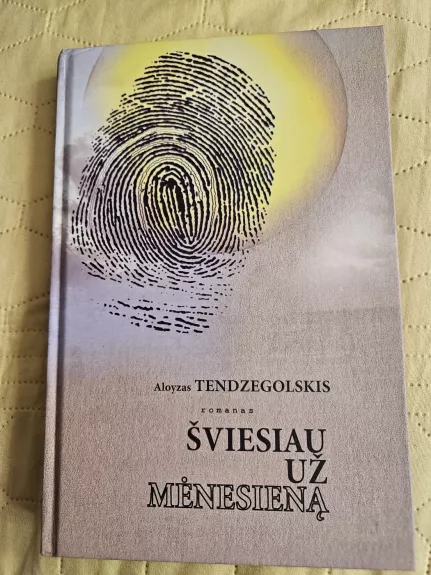 Aloyzas TENDZEGOLSKIS
romanas
ŠVIESIAU
UŽ
MĖNESIENĄ